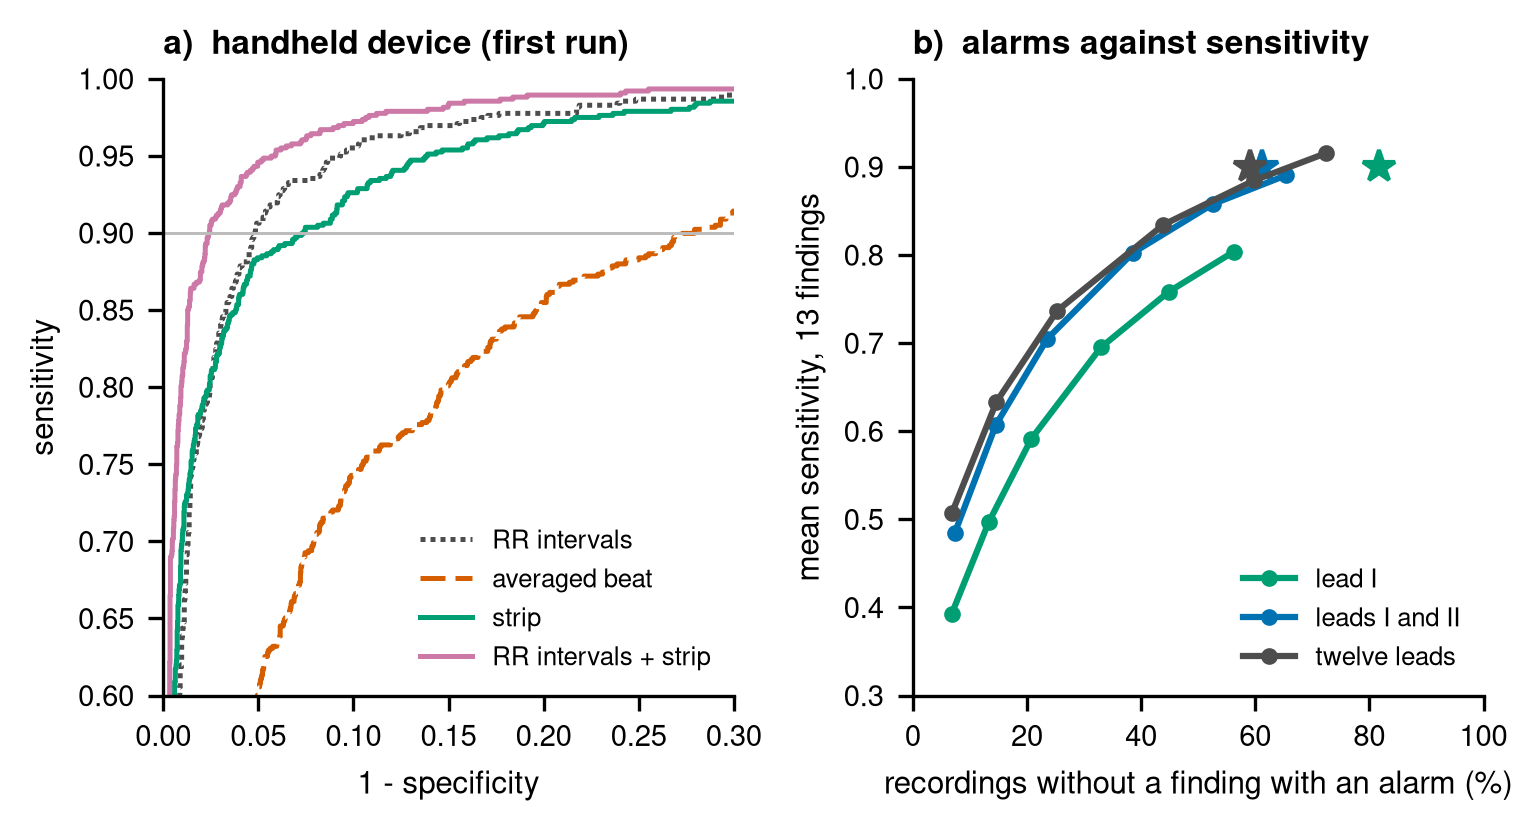 a) handheld device (first run)
1.00
0.95
0.90
0.85
0.80
0.75
0.70
0.65
0.60
sensitivity
0.00 0.05 0.10 0.15 0.20 0.25 0.30
1 - specificity
RR intervals
averaged beat
strip
RR intervals + strip
b) alarms against sensitivity
1.0
0.9
0.8
0.7
0.6
0.5
0.4
0.3
mean sensitivity, 13 findings
0 20 40 60 80 100
recordings without a finding with an alarm (%)
lead I
leads I and II
twelve leads